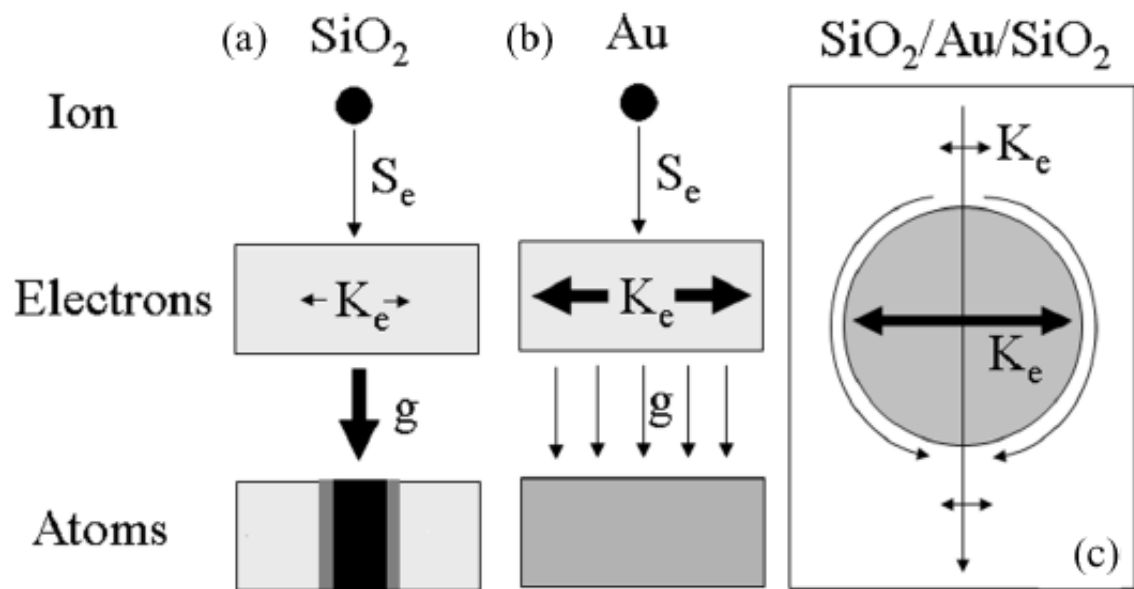 (a) SiO₂ (b) Au SiO₂/Au/SiO₂
Ion
Kₑ
Sₑ Sₑ
Electrons Kₑ Kₑ
Kₑ
g g
Atoms
(c)